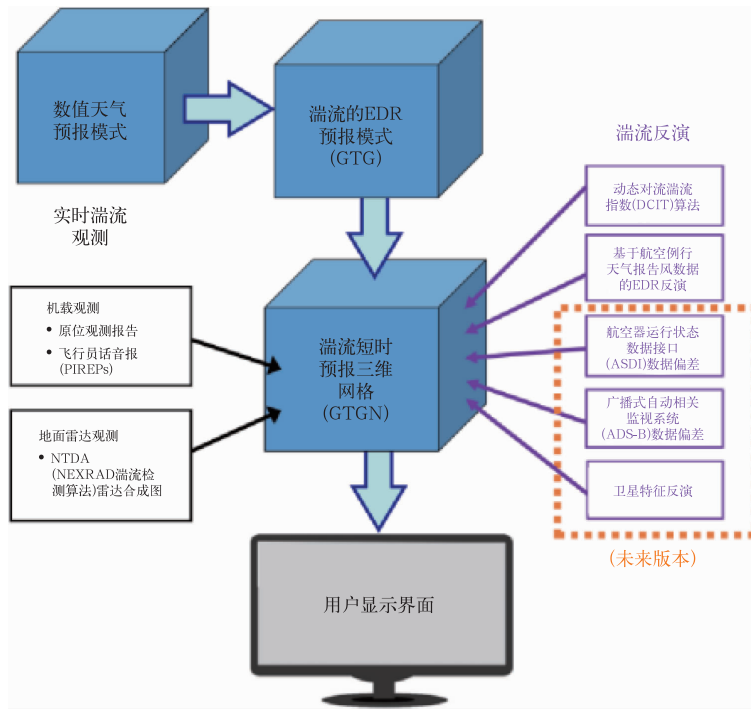 数值天气
预报模式
湍流的EDR
预报模式
(GTG)
实时湍流
观测
机载观测
• 原位观测报告
• 飞行员话音报
(PIREPs)
地面雷达观测
• NTDA
(NEXRAD湍流检
测算法)雷达合成图
湍流短时
预报三维
网格
(GTGN)
湍流反演
动态对流湍流
指数(DCIT)算法
基于航空例行
天气报告风数据
的EDR反演
航空器运行状态
数据接口
(ASDI)数据偏差
广播式自动相关
监视系统
(ADS-B)数据偏差
卫星特征反演
(未来版本)
用户显示界面